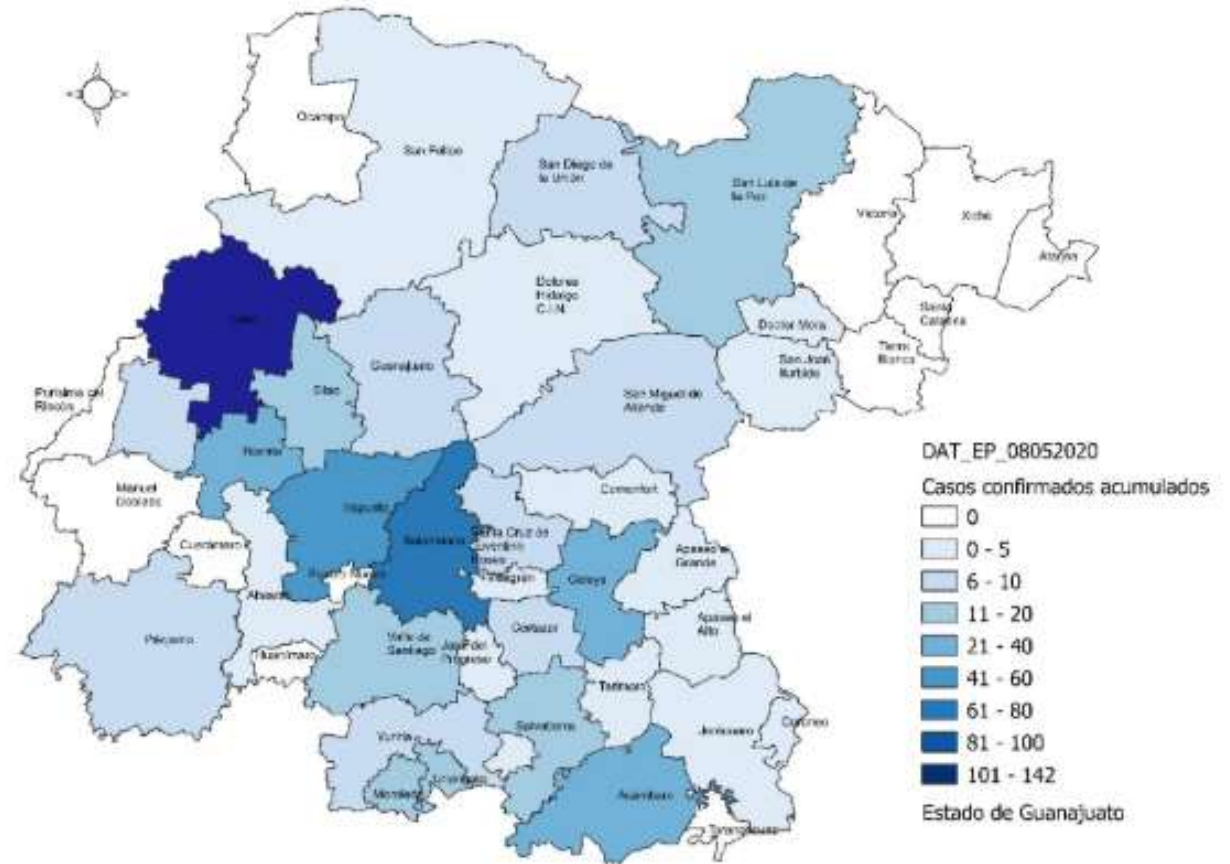 Ocampo
San Felipe
San Diego de
la Unión
San Luis de
la Paz
Victoria
Xichú
Atarjea
Dolores
Hidalgo
C.I.N.
Doctor Mora
Santa
Catarina
Tierra
Blanca
San José
Iturbide
León
Guanajuato
Silao
San Miguel de
Allende
Purísima del
Rincón
Romita
Manuel
Doblado
Irapuato
Comonfort
Salamanca
Santa Cruz de
Juventino
Rosas
Cuerámaro
Apaseo el
Grande
Celaya
Villagrán
Pueblo Nuevo
Abasolo
Cortazar
Apaseo el
Alto
Pénjamo
Valle de
Santiago
Jaral del
Progreso
Huanímaro
Tarimoro
Salvatierra
Jerécuaro
Coroneo
Yuriria
Uriangato
Moroleón
Acámbaro
Tarandacuao
DAT_EP_08052020
Casos confirmados acumulados
0
0 - 5
6 - 10
11 - 20
21 - 40
41 - 60
61 - 80
81 - 100
101 - 142
Estado de Guanajuato